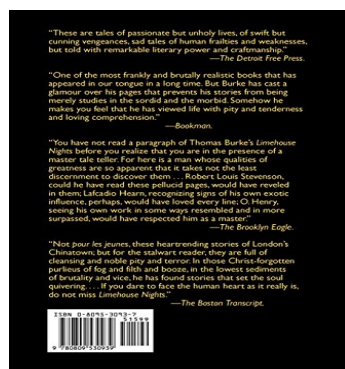 "These are tales of passionate but unholy lives, of swift but
cunning vengeances, sad tales of human frailties and weaknesses,
but told with remarkable literary power and craftmanship."
—The Detroit Free Press.
"One of the most frankly and brutally realistic books that has
appeared in our tongue in a long time. But Burke has cast a
glamour over his pages that prevents his stories from being
merely studies in the sordid and the morbid. Somehow he
makes you feel that he has viewed life with pity and tenderness
and loving comprehension."
—Bookman.
"You have not read a paragraph of Thomas Burke's Limehouse
Nights before you realize that you are in the presence of a
master tale teller. For here is a man whose qualities of
greatness are so apparent that it takes not the least
discernment to discover them . . . Robert Louis Stevenson,
could he have read these pellucid pages, would have reveled
in them; Lafcadio Hearn, recognizing signs of his own exotic
influence, perhaps, would have loved every line; O. Henry,
seeing his own work in some ways resembled and in more
surpassed, would have respected him as a master."
—The Brooklyn Eagle.
"Not pour les jeunes, these heartrending stories of London's
Chinatown; but for the stalwart reader, they are full of
cleansing and noble pity and terror. In those Christ-forgotten
purlieus of fog and filth and booze, in the lowest sediments
of brutality and vice, he has found stories that set the soul
quivering. . . . If you dare to face the human heart as it really is,
do not miss Limehouse Nights."
—The Boston Transcript.
ISBN 0-8095-3093-7
51599
9 780809 530939